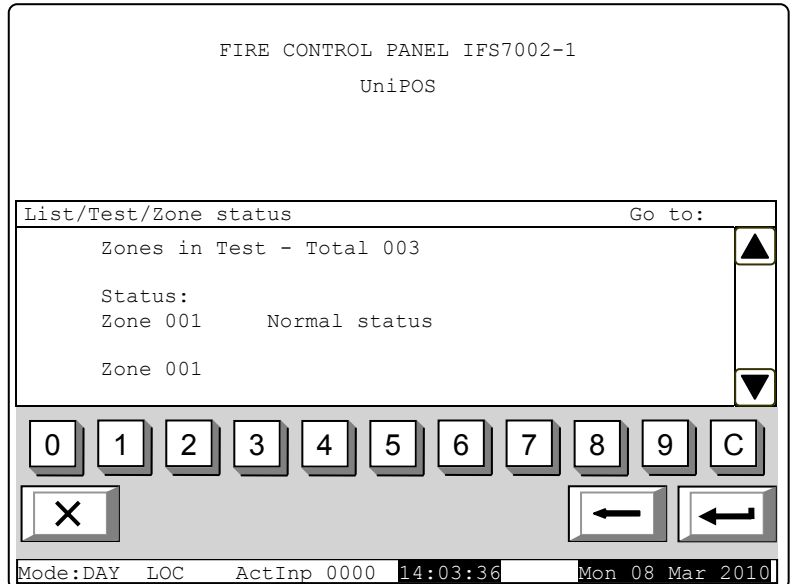 FIRE CONTROL PANEL IFS7002-1
UniPOS
List/Test/Zone status Go to:
Zones in Test - Total 003
Status:
Zone 001 Normal status
Zone 001
0 1 2 3 4 5 6 7 8 9 C
Mode:DAY LOC ActInp 0000 14:03:36 Mon 08 Mar 2010